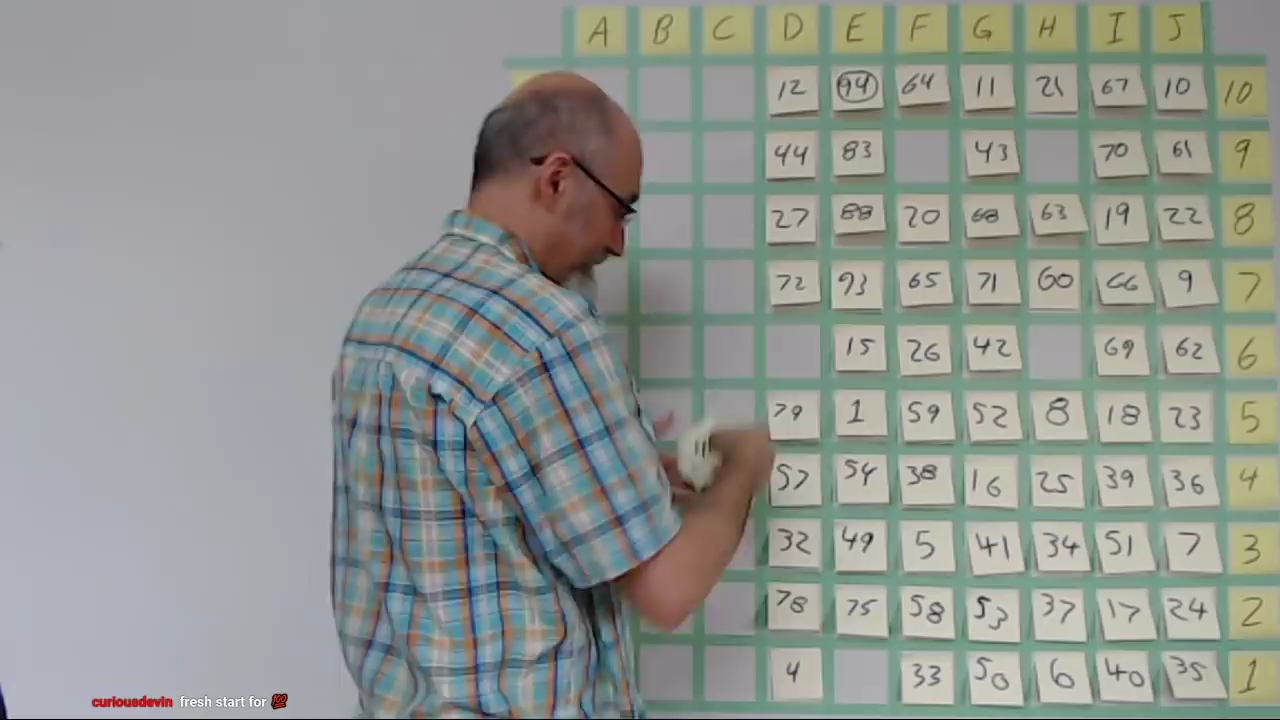 A B C D E F G H I J
12 94 64 11 21 67 10 10
44 83 43 70 61 9
27 88 20 68 63 19 22 8
72 93 65 71 60 66 9 7
15 26 42 69 62 6
79 1 59 52 8 18 23 5
57 54 38 16 25 39 36 4
32 49 5 41 34 51 7 3
78 75 58 53 37 17 24 2
4 33 50 6 40 35 1
curiousdevin fresh start for 💯